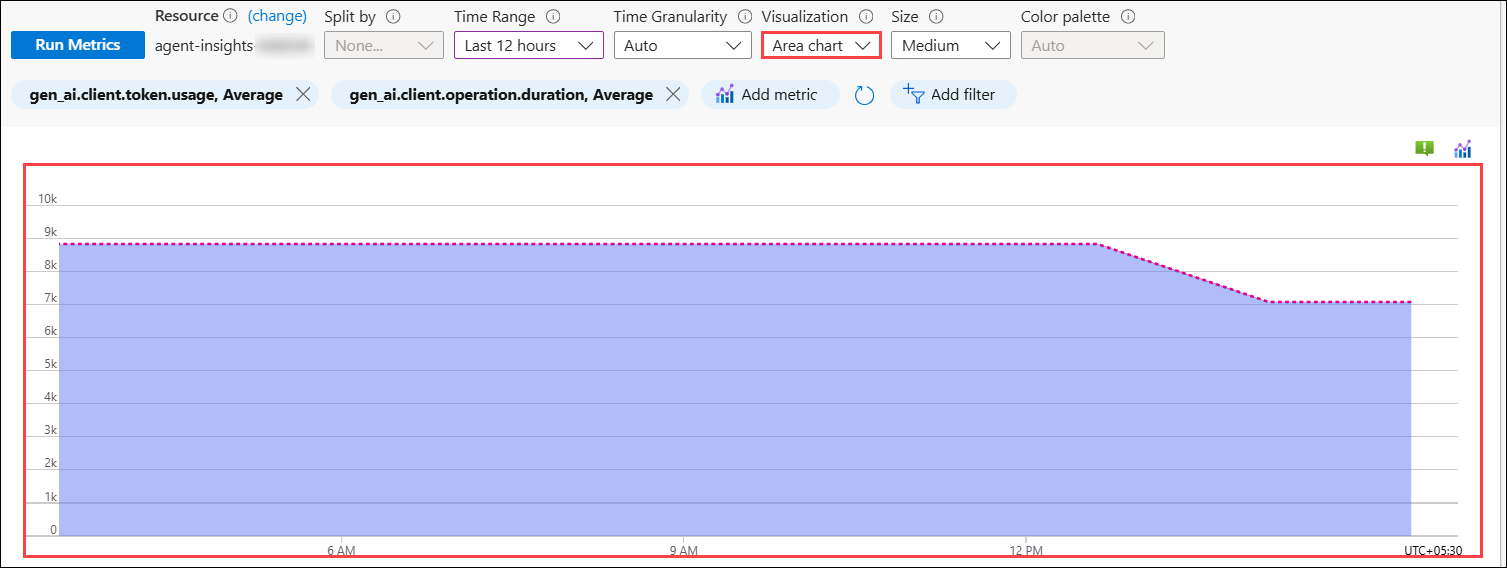 Resource (change) Split by Time Range Time Granularity Visualization Size Color palette
Run Metrics agent-insights- None... Last 12 hours Auto Area chart Medium Auto
gen_ai.client.token.usage, Average gen_ai.client.operation.duration, Average Add metric Add filter
10k
9k
8k
7k
6k
5k
4k
3k
2k
1k
0
6 AM 9 AM 12 PM UTC+05:30